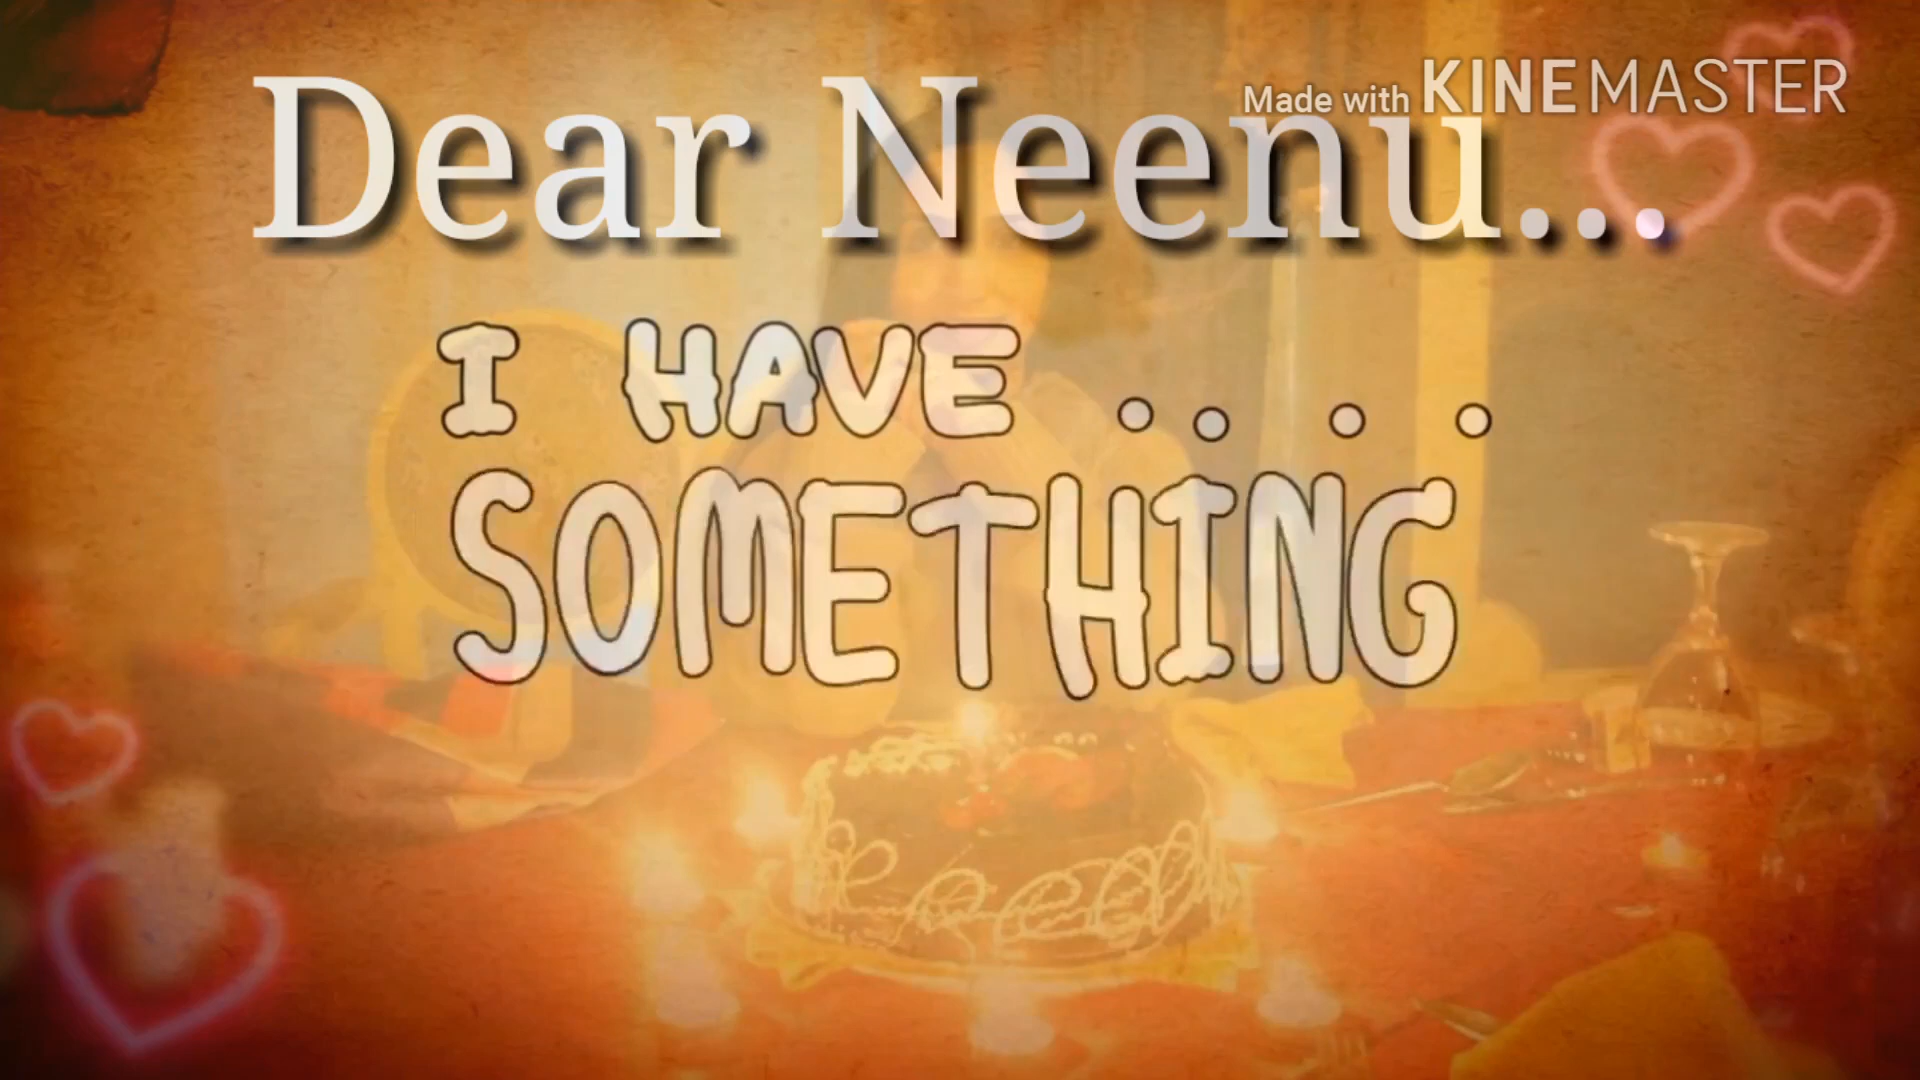 Made with KINEMASTER
Dear Neenu...
I HAVE . . . .
SOMETHING